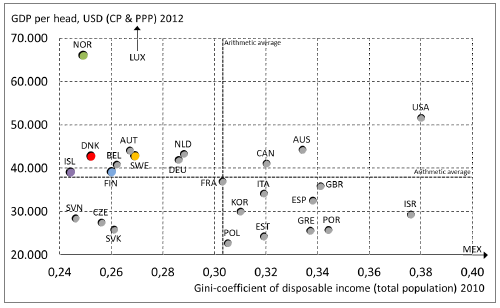 GDP per head, USD (CP & PPP) 2012
70.000
Arithmetic average
NOR
LUX
60.000
USA
50.000
AUT
NLD
AUS
DNK
BEL
CAN
ISL
SWE
40.000
DEU
Arithmetic average
FIN
FRA
ITA
GBR
30.000
SVN
CZE
KOR
ESP
ISR
SVK
GRE
POR
POL
EST
20.000
MEX
0,24
0,26
0,28
0,30
0,32
0,34
0,36
0,38
0,40
Gini-coefficient of disposable income (total population) 2010